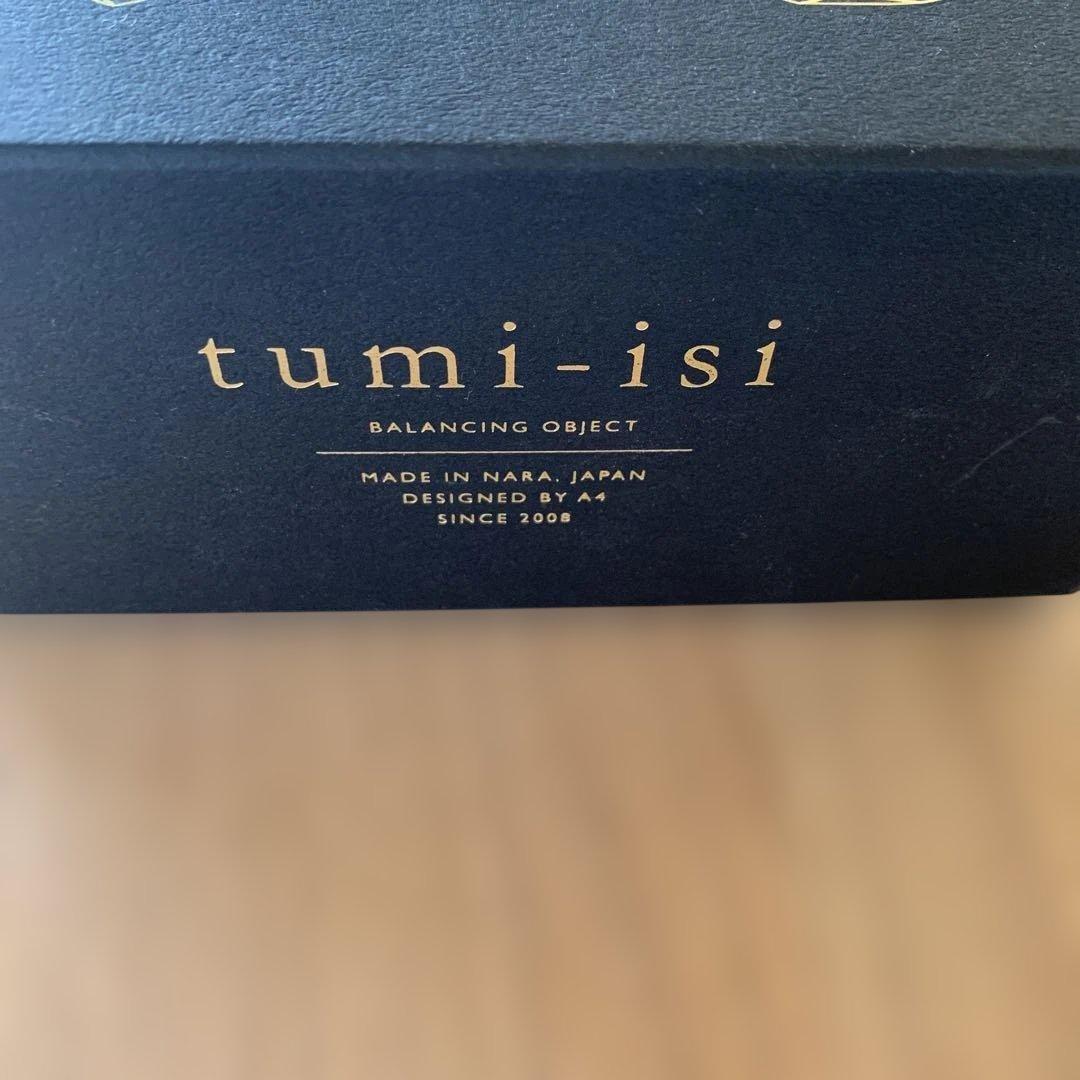 tumi-isi
BALANCING OBJECT
MADE IN NARA, JAPAN
DESIGNED BY A4
SINCE 2008